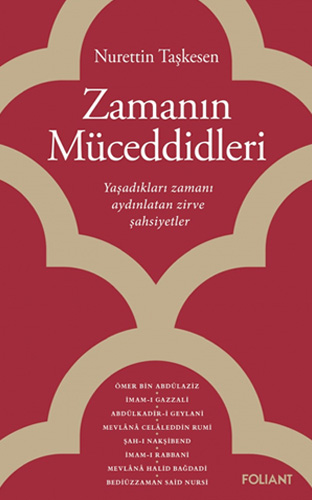 Nurettin Taşkesen
Zamanın
Müceddidleri
Yaşadıkları zamanı
aydınlatan zirve
şahsiyetler
ÖMER BİN ABDÜLAZİZ
İMAM-I GAZZALİ
ABDÜLKADİR-İ GEYLANİ
MEVLÂNÂ CELÂLEDDİN RUMİ
ŞAH-I NAKŞİBEND
İMAM-I RABBANİ
MEVLÂNA HALİD BAĞDADİ
BEDİÜZZAMAN SAİD NURSİ
FOLIANT